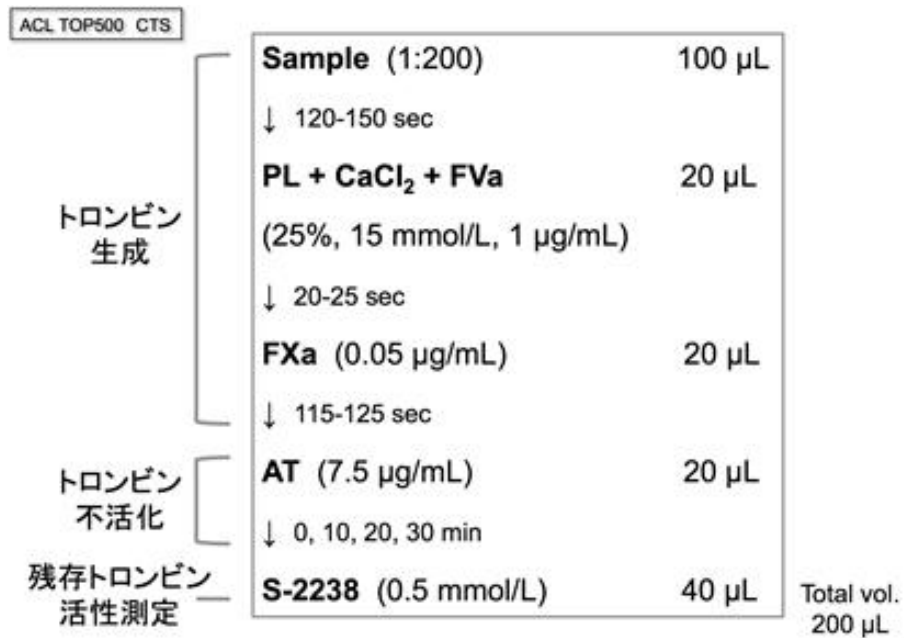 ACL TOP500 CTS
Sample (1:200) 100 µL
↓ 120-150 sec
PL + CaCl₂ + FVa 20 µL
(25%, 15 mmol/L, 1 µg/mL)
↓ 20-25 sec
FXa (0.05 µg/mL) 20 µL
↓ 115-125 sec
トロンビン
生成
AT (7.5 µg/mL) 20 µL
↓ 0, 10, 20, 30 min
トロンビン
不活化
S-2238 (0.5 mmol/L) 40 µL
残存トロンビン
活性測定
Total vol.
200 µL